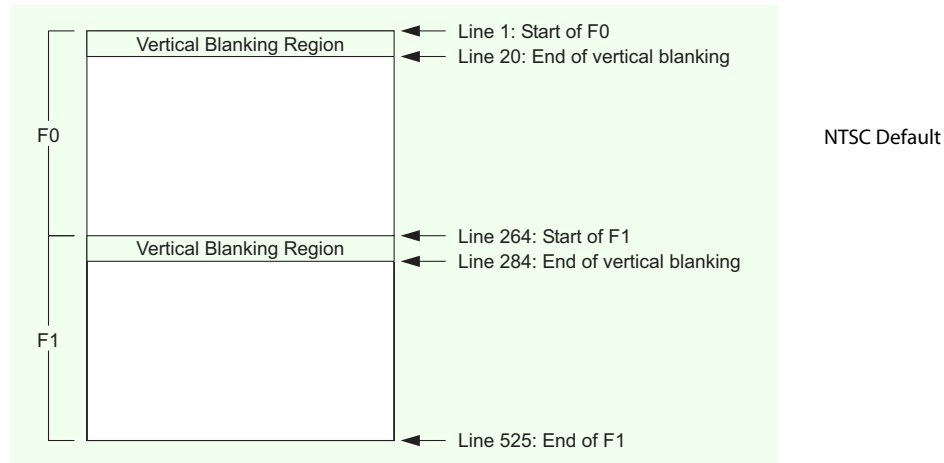 Vertical Blanking Region
Line 1: Start of F0
Line 20: End of vertical blanking
F0
NTSC Default
Vertical Blanking Region
Line 264: Start of F1
Line 284: End of vertical blanking
F1
Line 525: End of F1